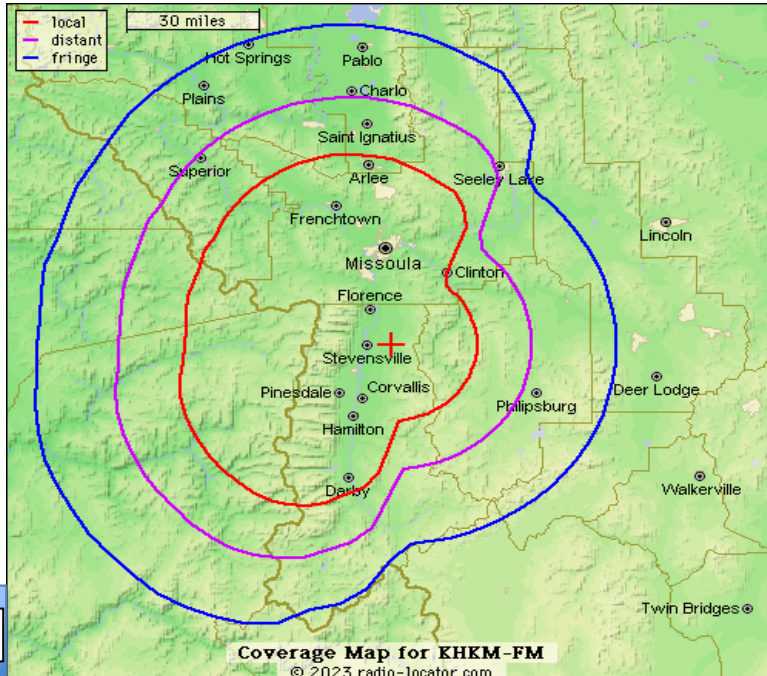 local
distant
fringe
30 miles
Hot Springs
Pablo
Plains
Charlo
Saint Ignatius
Superior
Arlee
Seeley Lake
Frenchtown
Lincoln
Missoula
Clinton
Florence
Stevensville
Pinesdale
Corvallis
Deer Lodge
Philipsburg
Hamilton
Darby
Walkerville
Twin Bridges
Coverage Map for KHKM-FM
© 2023 radio-locator.com